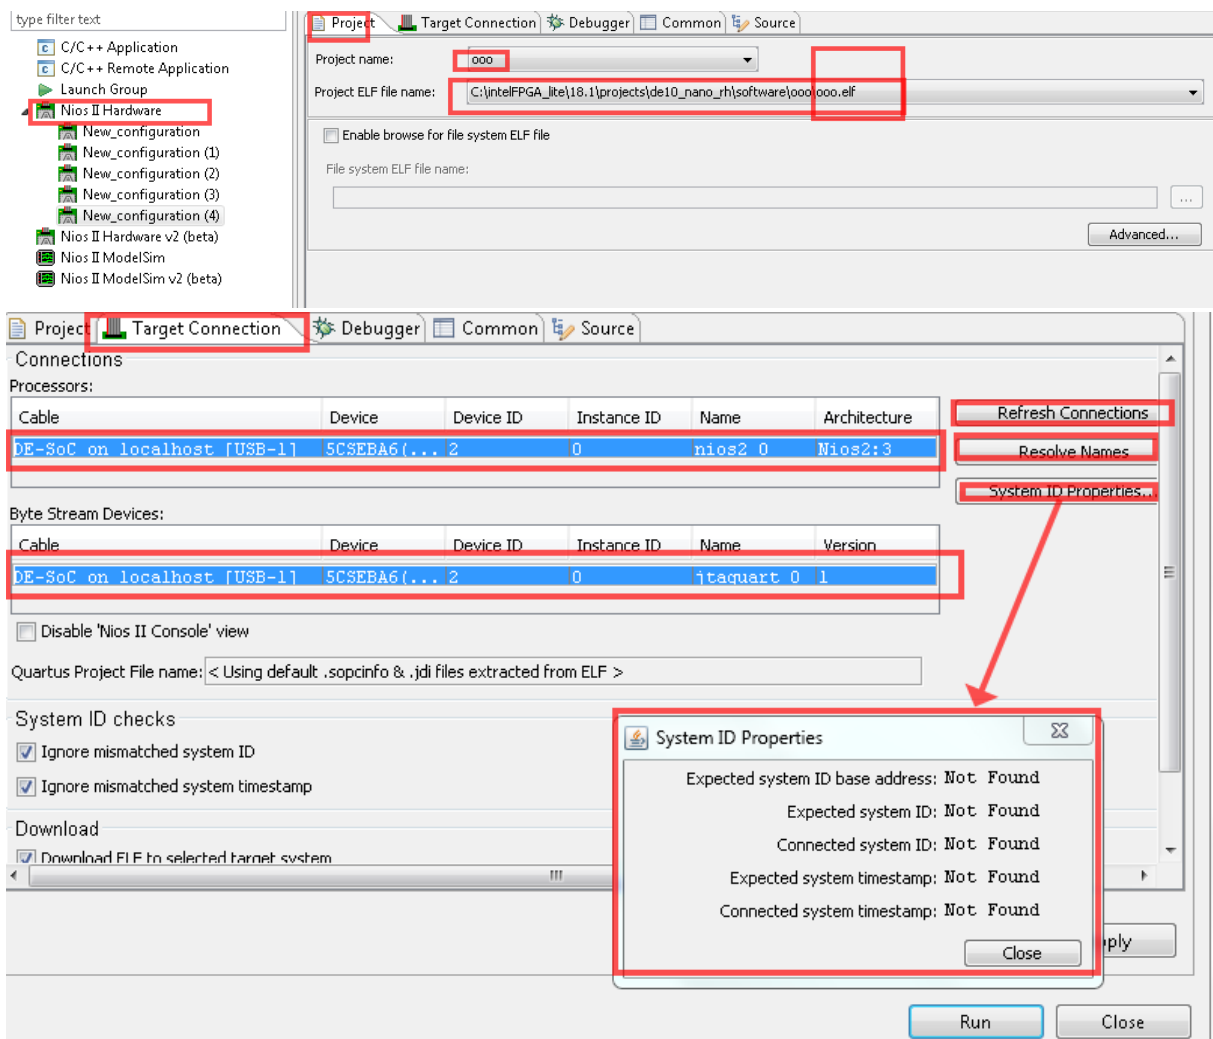 type filter text
C/C++ Application
C/C++ Remote Application
Launch Group
Nios II Hardware
New_configuration
New_configuration (1)
New_configuration (2)
New_configuration (3)
New_configuration (4)
Nios II Hardware v2 (beta)
Nios II ModelSim
Nios II ModelSim v2 (beta)
Project Target Connection Debugger Common Source
Project name: ooo
Project ELF file name: C:\intelFPGA_lite\18.1\projects\de10_nano_rh\software\ooo\ooo.elf
Enable browse for file system ELF file
File system ELF file name:
...
Advanced...
Project Target Connection Debugger Common Source
Connections
Processors:
Cable Device Device ID Instance ID Name Architecture
DE-SoC on localhost [USB-1] 5CSEBA6(... 2 0 nios2_0 Nios2:3
Refresh Connections
Resolve Names
System ID Properties...
Byte Stream Devices:
Cable Device Device ID Instance ID Name Version
DE-SoC on localhost [USB-1] 5CSEBA6(... 2 0 jtaguart_0 1
Disable 'Nios II Console' view
Quartus Project File name: < Using default .sopcinfo & .jdi files extracted from ELF >
System ID checks
Ignore mismatched system ID
Ignore mismatched system timestamp
Download
Download ELF to selected target system
System ID Properties
Expected system ID base address: Not Found
Expected system ID: Not Found
Connected system ID: Not Found
Expected system timestamp: Not Found
Connected system timestamp: Not Found
Close
pply
Run Close